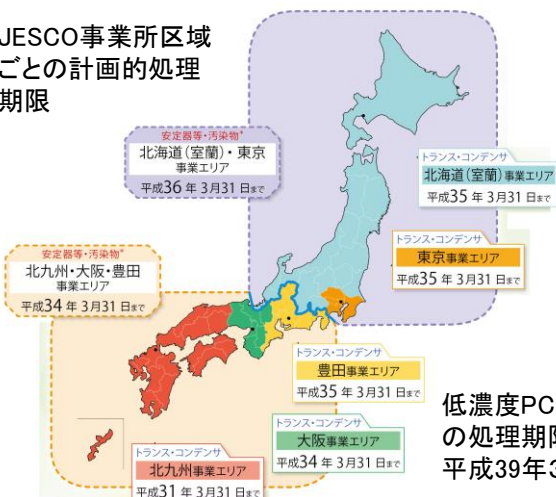 JESCO事業所区域
ごとの計画的処理
期限
安定器等・汚染物*
北海道(室蘭)・東京
事業エリア
平成36年3月31日まで
トランス・コンデンサ
北海道(室蘭)事業エリア
平成35年3月31日まで
トランス・コンデンサ
東京事業エリア
平成35年3月31日まで
安定器等・汚染物*
北九州・大阪・豊田
事業エリア
平成34年3月31日まで
トランス・コンデンサ
豊田事業エリア
平成35年3月31日まで
トランス・コンデンサ
大阪事業エリア
平成34年3月31日まで
トランス・コンデンサ
北九州事業エリア
平成31年3月31日まで
低濃度PC
の処理期限
平成39年3